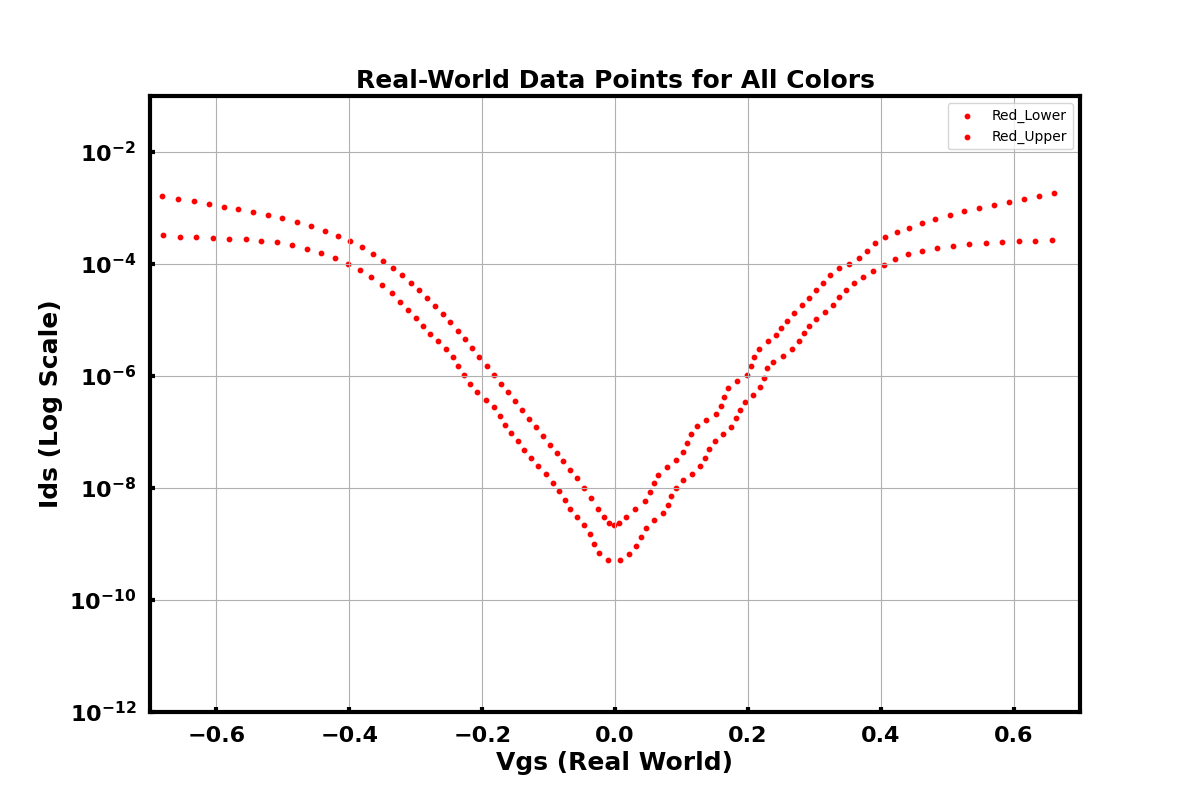 Real-World Data Points for All Colors
Red_Lower
Red_Upper
10⁻²
10⁻⁴
10⁻⁶
10⁻⁸
10⁻¹⁰
10⁻¹²
Ids (Log Scale)
−0.6 −0.4 −0.2 0.0 0.2 0.4 0.6
Vgs (Real World)